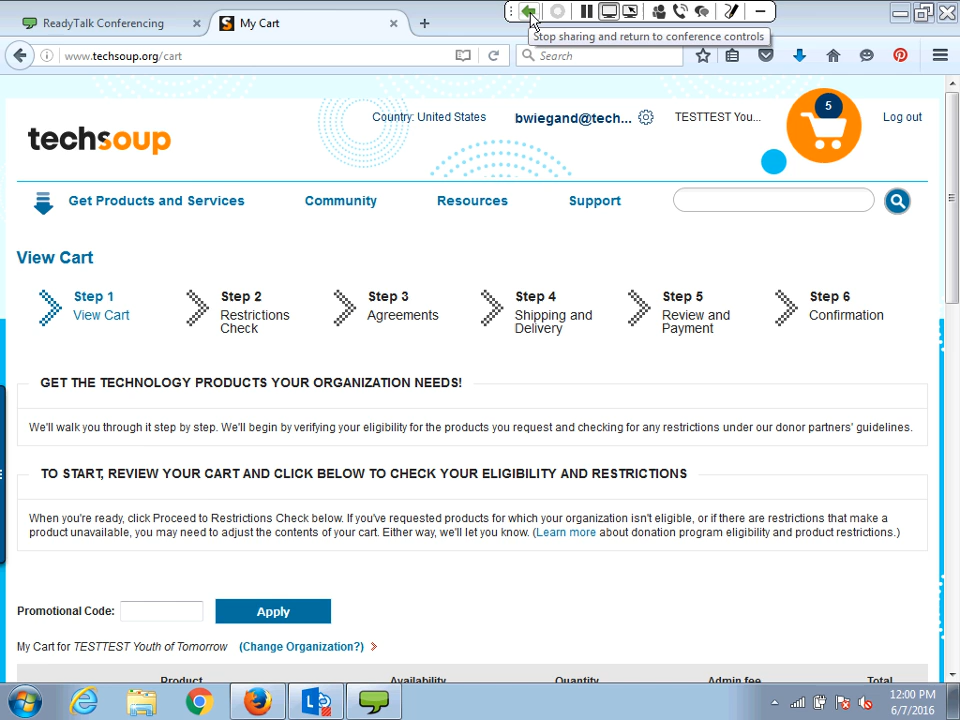 ReadyTalk Conferencing
My Cart
Stop sharing and return to conference controls
www.techsoup.org/cart
Search
5
Country: United States
bwiegand@tech...
TESTTEST You...
Log out
techsoup
Get Products and Services
Community
Resources
Support
View Cart
Step 1
View Cart
Step 2
Restrictions
Check
Step 3
Agreements
Step 4
Shipping and
Delivery
Step 5
Review and
Payment
Step 6
Confirmation
GET THE TECHNOLOGY PRODUCTS YOUR ORGANIZATION NEEDS!
We'll walk you through it step by step. We'll begin by verifying your eligibility for the products you request and checking for any restrictions under our donor partners' guidelines.
TO START, REVIEW YOUR CART AND CLICK BELOW TO CHECK YOUR ELIGIBILITY AND RESTRICTIONS
When you're ready, click Proceed to Restrictions Check below. If you've requested products for which your organization isn't eligible, or if there are restrictions that make a
product unavailable, you may need to adjust the contents of your cart. Either way, we'll let you know. (Learn more about donation program eligibility and product restrictions.)
Promotional Code:
Apply
My Cart for TESTTEST Youth of Tomorrow (Change Organization?)
Product Availability Quantity Admin fee Total
12:00 PM
6/7/2016